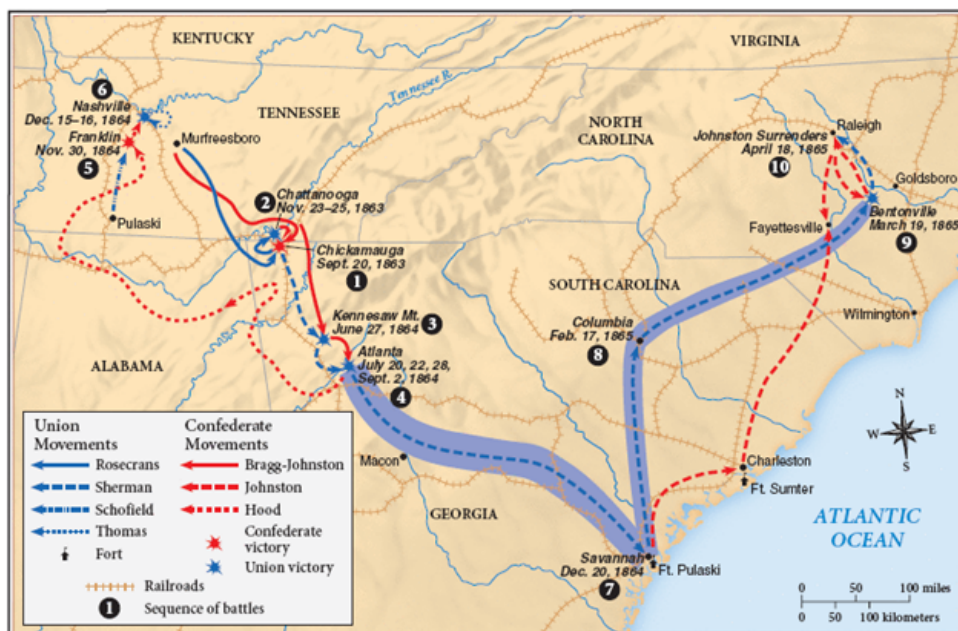 KENTUCKY
VIRGINIA
6
Nashville
Dec. 15–16, 1864
TENNESSEE
Tennessee R.
Franklin
Nov. 30, 1864
5
Murfreesboro
NORTH
CAROLINA
Raleigh
Johnston Surrenders
April 18, 1865
10
Goldsboro
Pulaski
2
Chattanooga
Nov. 23–25, 1863
Bentonville
March 19, 1865
9
Fayettesville
Chickamauga
Sept. 20, 1863
1
SOUTH CAROLINA
Kennesaw Mt.
June 27, 1864
3
Columbia
Feb. 17, 1865
8
Wilmington
ALABAMA
Atlanta
July 20, 22, 28,
Sept. 2, 1864
4
Macon
Charleston
Ft. Sumter
GEORGIA
Savannah
Dec. 20, 1864
7
Ft. Pulaski
ATLANTIC
OCEAN
N
W E
S
0 50 100 miles
0 50 100 kilometers
Union
Movements
Rosecrans
Sherman
Schofield
Thomas
Fort
Confederate
Movements
Bragg-Johnston
Johnston
Hood
Confederate
victory
Union victory
Railroads
1 Sequence of battles